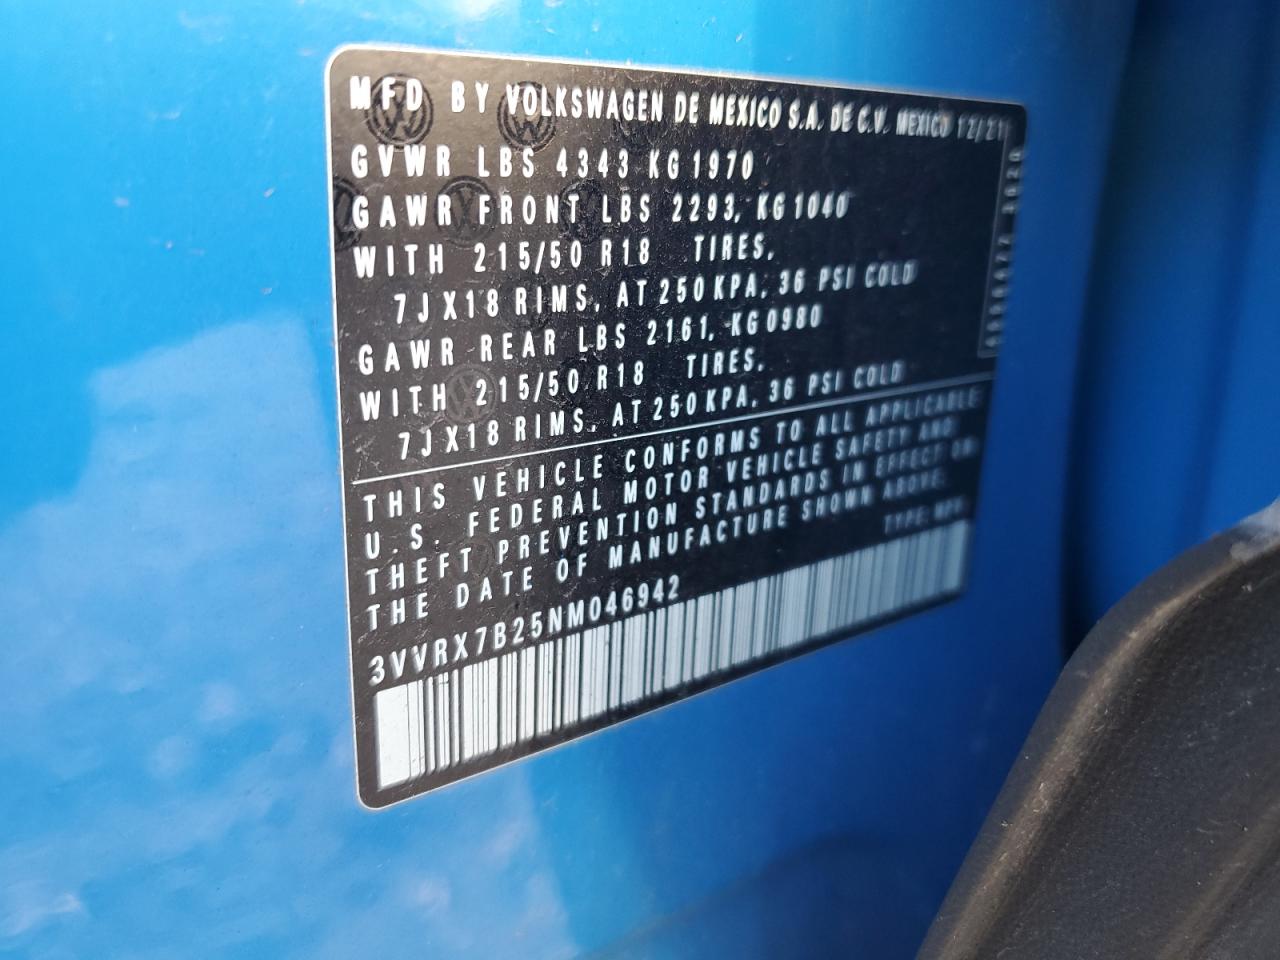 MFD BY VOLKSWAGEN DE MEXICO S.A. DE C.V. MEXICO 12/21
GVWR LBS 4343 KG 1970
GAWR FRONT LBS 2293, KG 1040
WITH 215/50 R18 TIRES,
7J X18 RIMS, AT 250 KPA, 36 PSI COLD
GAWR REAR LBS 2161, KG 0980
WITH 215/50 R18 TIRES,
7J X18 RIMS, AT 250 KPA, 36 PSI COLD
THIS VEHICLE CONFORMS TO ALL APPLICABLE
U.S. FEDERAL MOTOR VEHICLE SAFETY AND
THEFT PREVENTION STANDARDS IN EFFECT ON
THE DATE OF MANUFACTURE SHOWN ABOVE.
TYPE: MPV
3VVRX7B25NM046942